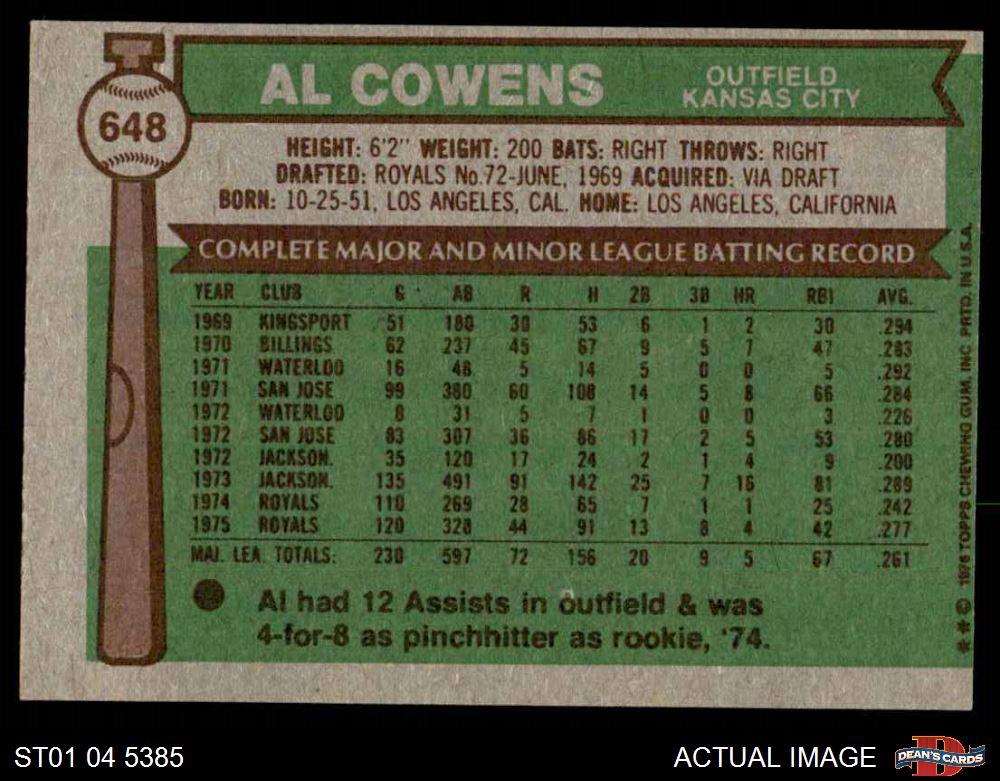 AL COWENS
OUTFIELD
KANSAS CITY
648
HEIGHT: 6'2" WEIGHT: 200 BATS: RIGHT THROWS: RIGHT
DRAFTED: ROYALS No.72-JUNE, 1969 ACQUIRED: VIA DRAFT
BORN: 10-25-51, LOS ANGELES, CAL. HOME: LOS ANGELES, CALIFORNIA
COMPLETE MAJOR AND MINOR LEAGUE BATTING RECORD
YEAR CLUB G AB R H 2B 3B HR RBI AVG.
1969 KINGSPORT 51 180 30 53 6 1 2 30 .294
1970 BILLINGS 62 237 45 67 9 5 7 47 .283
1971 WATERLOO 16 48 5 14 5 0 0 5 .292
1971 SAN JOSE 99 380 60 108 14 5 8 66 .284
1972 WATERLOO 8 31 5 7 1 0 0 3 .226
1972 SAN JOSE 83 307 36 86 17 2 5 53 .280
1972 JACKSON. 35 120 17 24 2 1 4 9 .200
1973 JACKSON. 135 491 91 142 25 7 16 81 .289
1974 ROYALS 110 269 28 65 7 1 1 25 .242
1975 ROYALS 120 328 44 91 13 8 4 42 .277
MAJ. LEA. TOTALS: 230 597 72 156 20 9 5 67 .261
Al had 12 Assists in outfield & was
4-for-8 as pinchhitter as rookie, '74.
** © 1976 TOPPS CHEWING GUM, INC. PRTD. IN U.S.A.
ST01 04 5385
ACTUAL IMAGE
D
DEAN'S CARDS